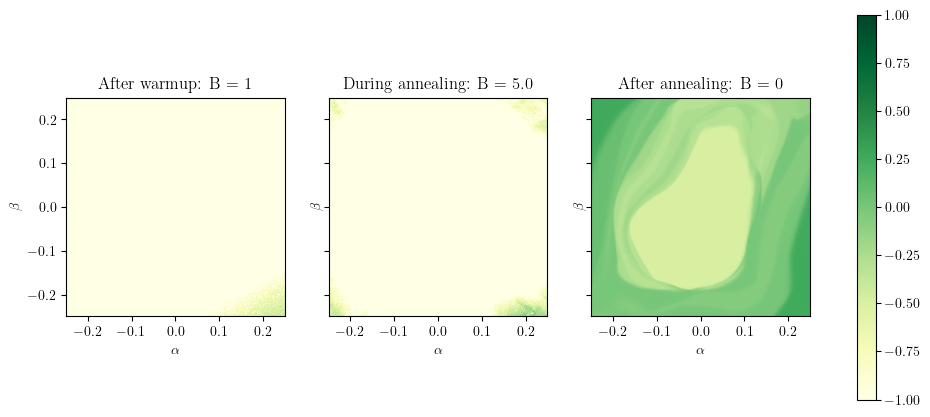 After warmup: B = 1
During annealing: B = 5.0
After annealing: B = 0
1.00
0.75
0.50
0.25
0.00
−0.25
−0.50
−0.75
−1.00
0.2
0.1
0.0
−0.1
−0.2
β
β
β
−0.2 −0.1 0.0 0.1 0.2
−0.2 −0.1 0.0 0.1 0.2
−0.2 −0.1 0.0 0.1 0.2
α
α
α